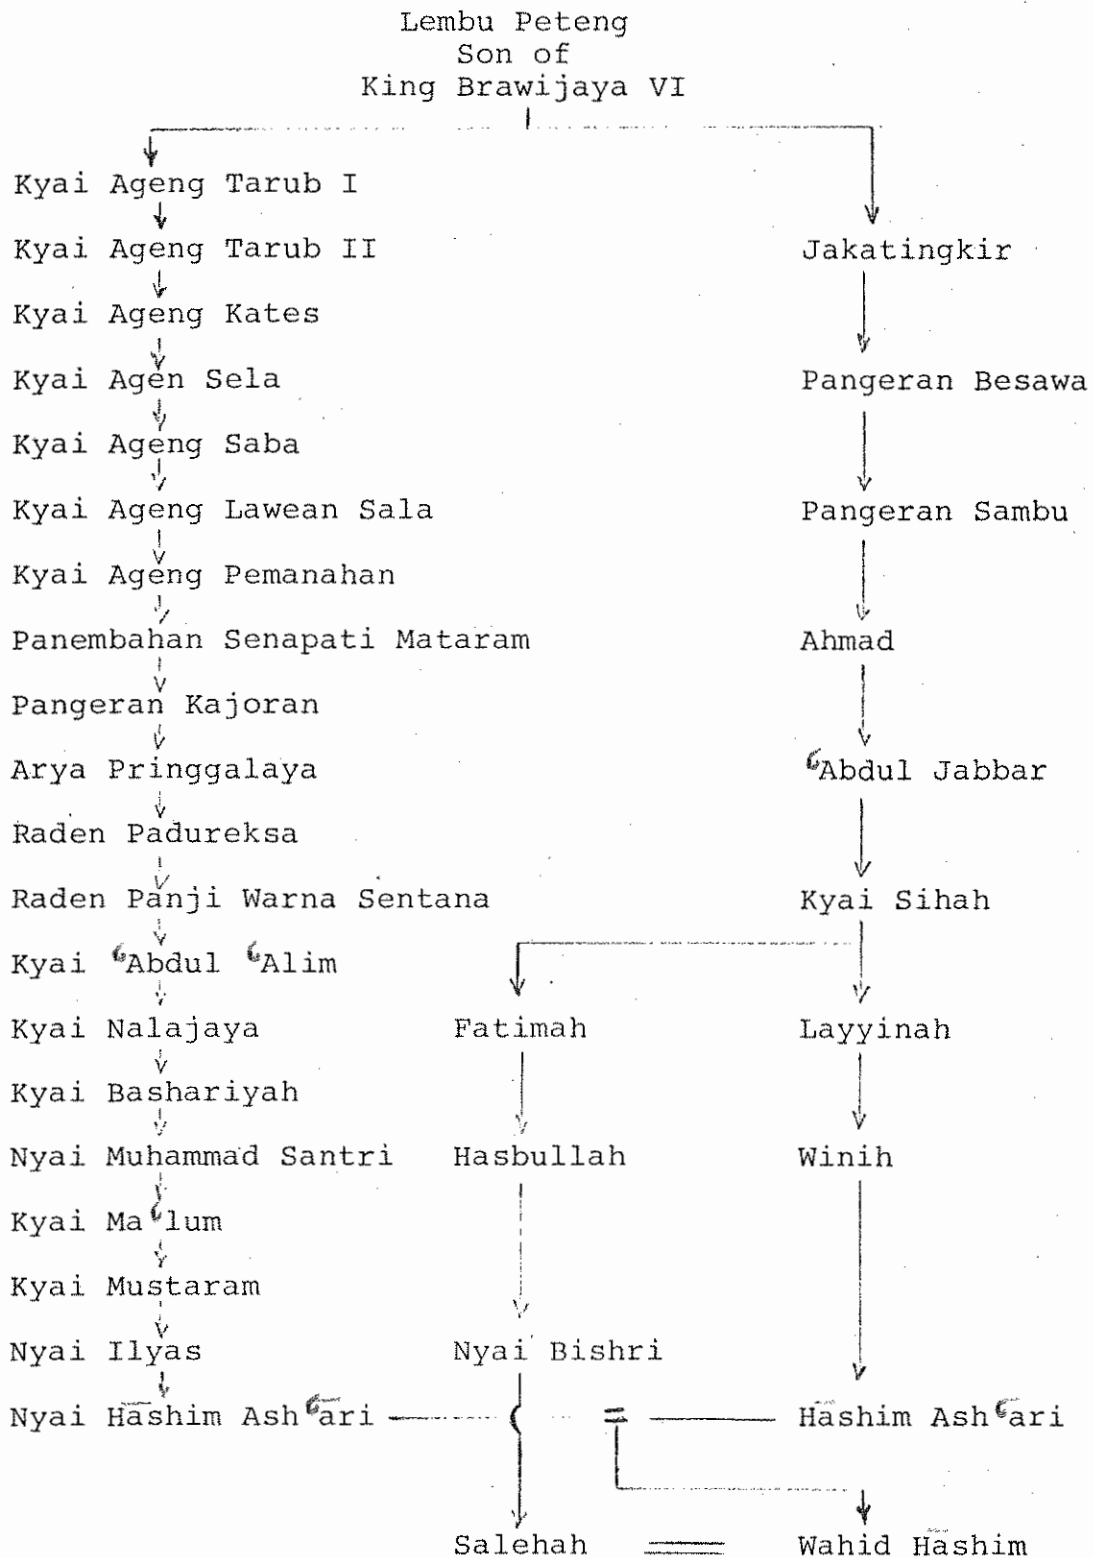 Lembu Peteng
Son of
King Brawijaya VI
Kyai Ageng Tarub I
Kyai Ageng Tarub II
Jakatingkir
Kyai Ageng Kates
Kyai Agen Sela
Pangeran Besawa
Kyai Ageng Saba
Kyai Ageng Lawean Sala
Pangeran Sambu
Kyai Ageng Pemanahan
Panembahan Senapati Mataram
Ahmad
Pangeran Kajoran
Arya Pringgalaya
ʿAbdul Jabbar
Raden Padureksa
Raden Panji Warna Sentana
Kyai Sihah
Kyai ʿAbdul ʿAlim
Kyai Nalajaya
Fatimah
Layyinah
Kyai Bashariyah
Nyai Muhammad Santri
Hasbullah
Winih
Kyai Maʿlum
Kyai Mustaram
Nyai Ilyas
Nyai Bishri
Nyai Hāshim Ashʿāri
=
Hāshim Ashʿāri
Salehah
Wahid Hāshim